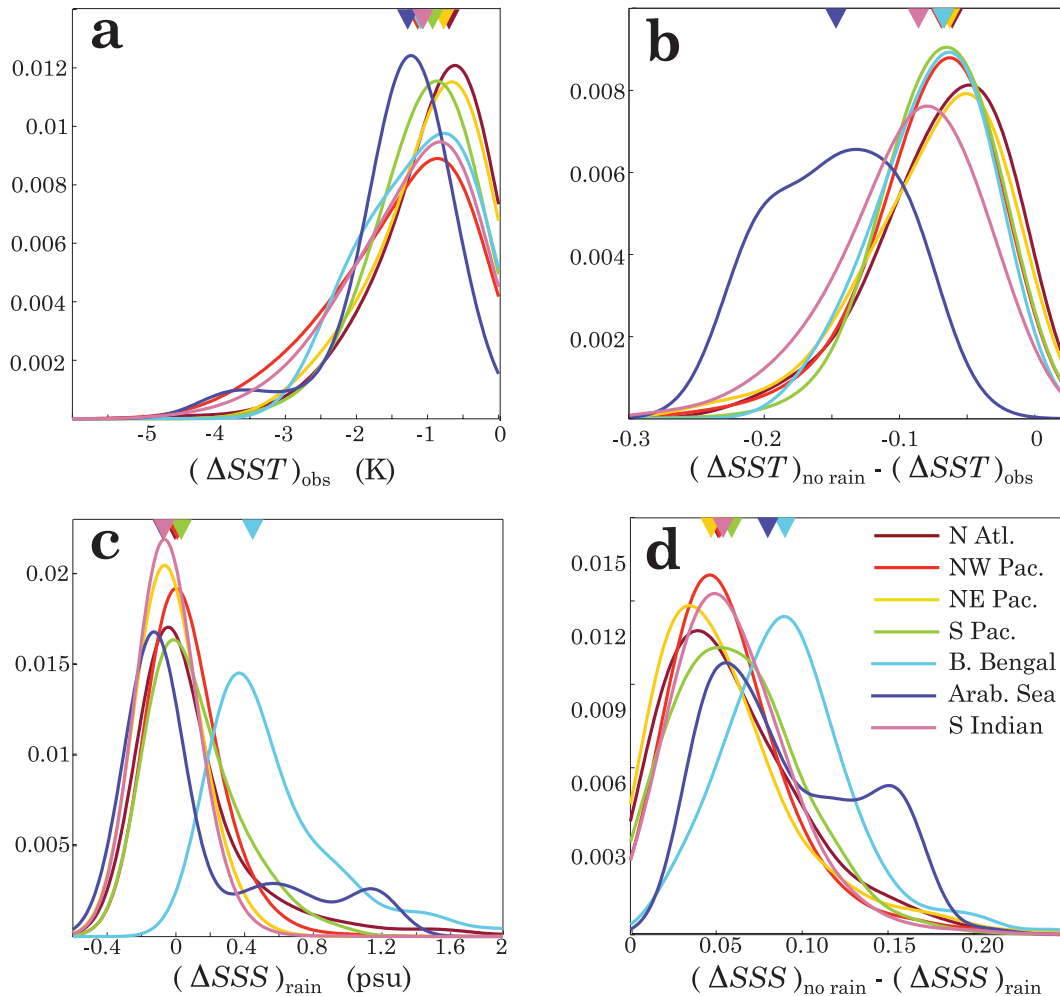 a
0.012
0.01
0.008
0.006
0.004
0.002
-5 -4 -3 -2 -1 0
(ΔSST)obs (K)
b
0.008
0.006
0.004
0.002
-0.3 -0.2 -0.1 0
(ΔSST)no rain - (ΔSST)obs
c
0.02
0.015
0.01
0.005
-0.4 0 0.4 0.8 1.2 1.6 2
(ΔSSS)rain (psu)
d
0.015
0.012
0.009
0.006
0.003
0 0.05 0.10 0.15 0.20
(ΔSSS)no rain - (ΔSSS)rain
N Atl.
NW Pac.
NE Pac.
S Pac.
B. Bengal
Arab. Sea
S Indian